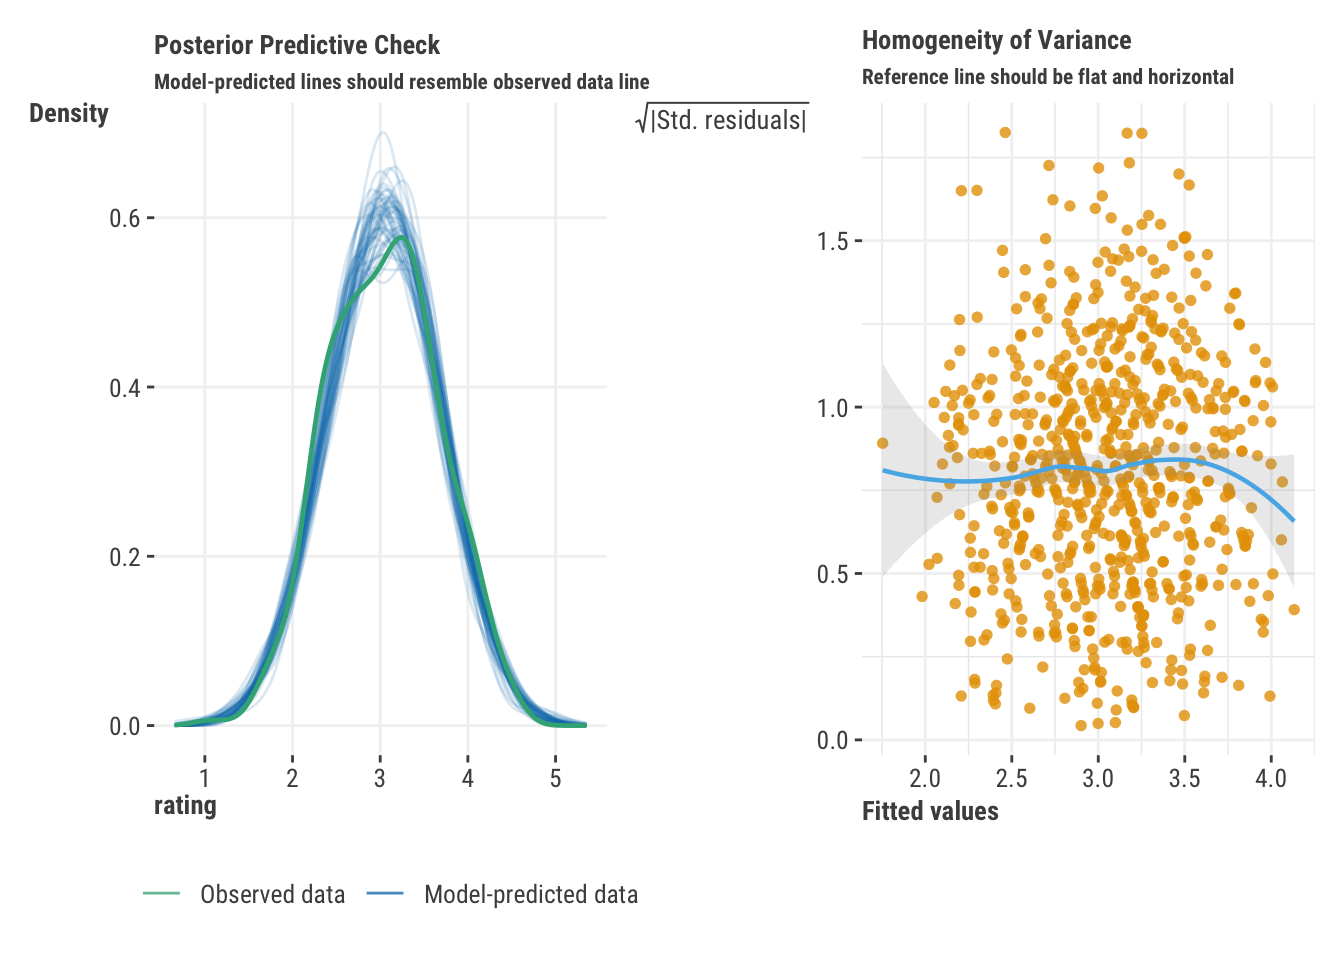 Posterior Predictive Check
Model-predicted lines should resemble observed data line
Density
0.6
0.4
0.2
0.0
1 2 3 4 5
rating
Observed data Model-predicted data
Homogeneity of Variance
Reference line should be flat and horizontal
√|Std. residuals|
1.5
1.0
0.5
0.0
2.0 2.5 3.0 3.5 4.0
Fitted values